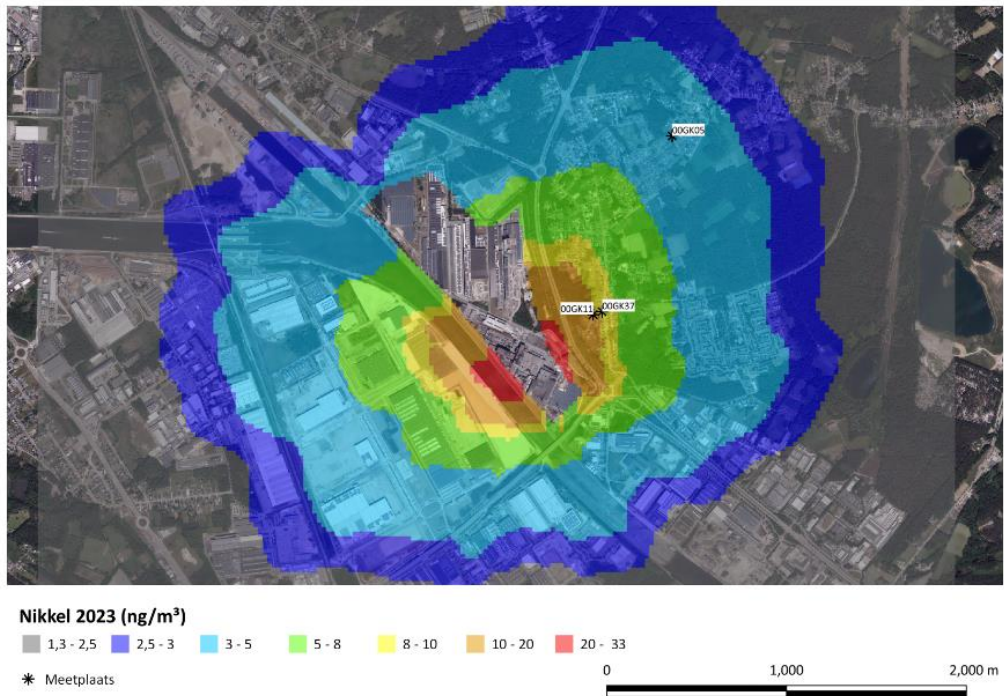 00GK05
00GK11
00GK37
Nikkel 2023 (ng/m³)
1,3 - 2,5
2,5 - 3
3 - 5
5 - 8
8 - 10
10 - 20
20 - 33
Meetplaats
0
1,000
2,000 m